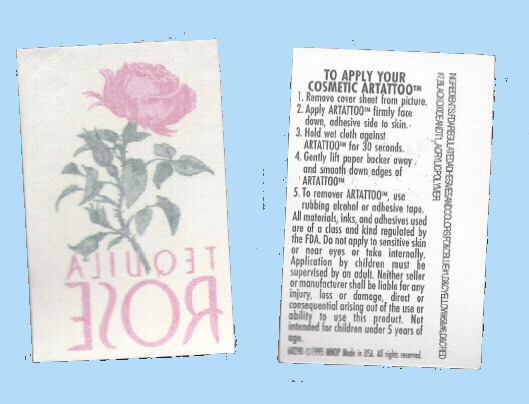 TEQUILA
ROSE
TO APPLY YOUR
COSMETIC ARTATTOO™
1. Remove cover sheet from picture.
2. Apply ARTATTOO™ firmly face
down, adhesive side to skin.
3. Hold wet cloth against
ARTATTOO™ for 30 seconds.
4. Gently lift paper backer away
and smooth down edges of
ARTATTOO™
5. To remover ARTATTOO™, use
rubbing alcohol or adhesive tape.
All materials, inks, and adhesives used
are of a class and kind regulated by
the FDA. Do not apply to sensitive skin
or near eyes or take internally.
Application by children must be
supervised by an adult. Neither seller
or manufacturer shall be liable for any
injury, loss or damage, direct or
consequential arising out of the use or
ability to use this product. Not
intended for children under 5 years of
age.
©1995 Made in USA. All rights reserved.